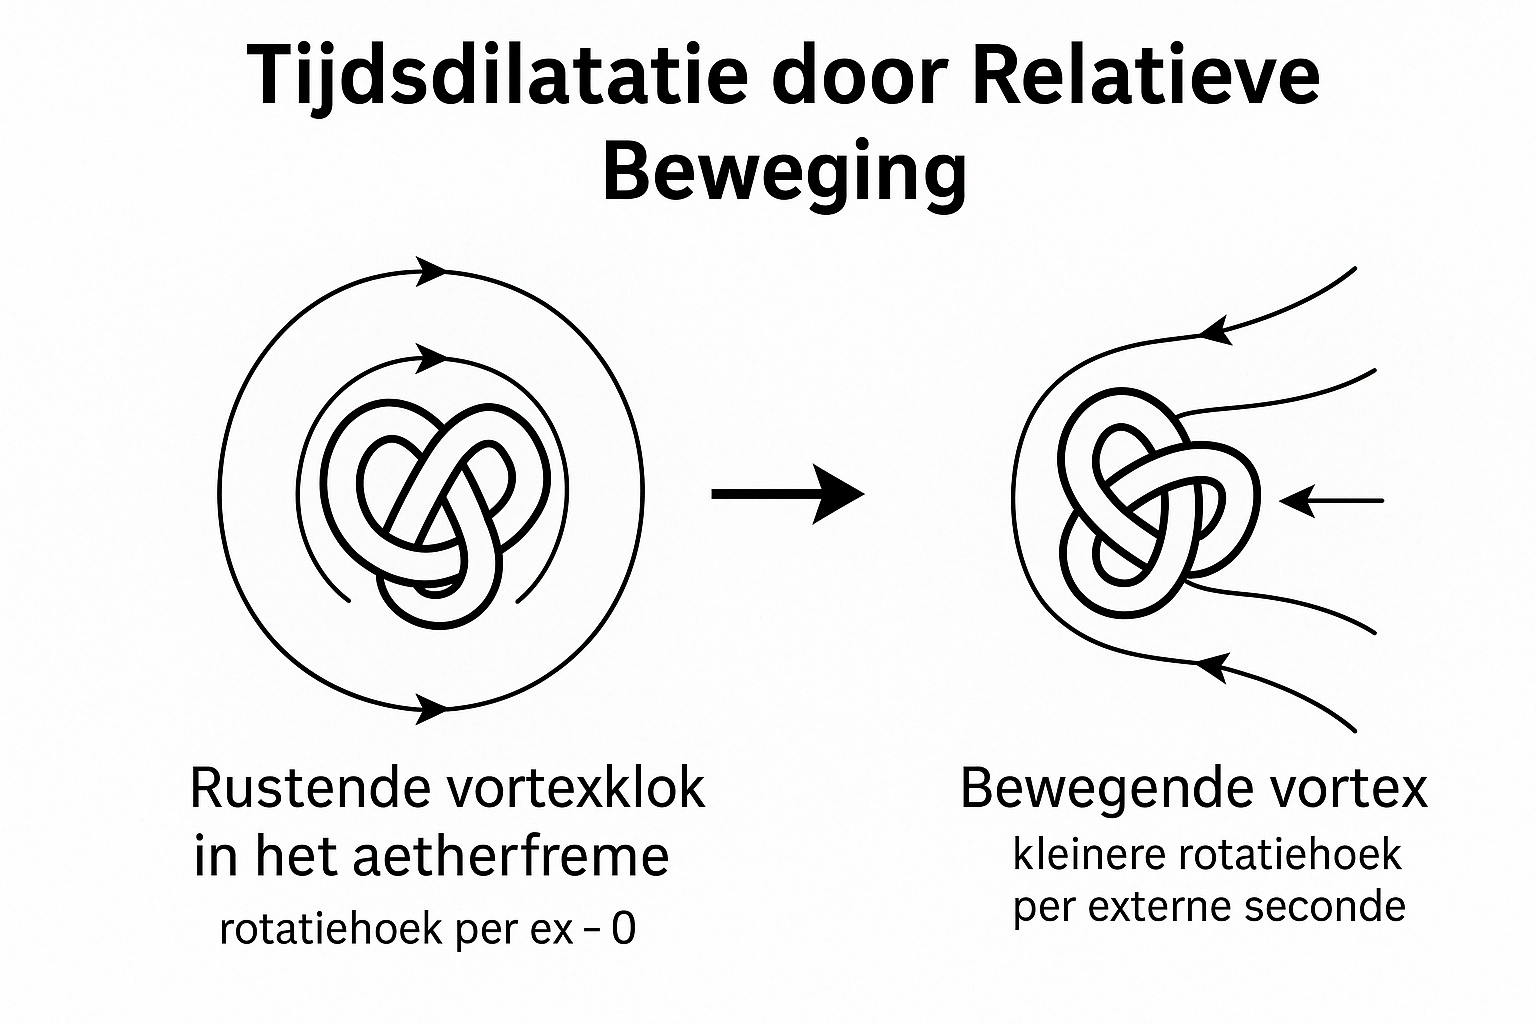 Tijdsdilatatie door Relatieve
Beweging
Rustende vortexklok
in het aetherfreme
rotatiehoek per ex – 0
Bewegende vortex
kleinere rotatiehoek
per externe seconde